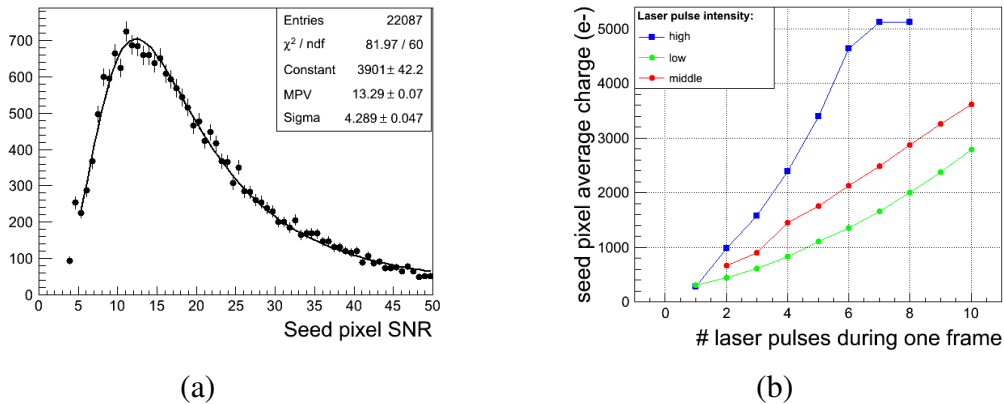 Entries 22087
χ² / ndf 81.97 / 60
Constant 3901 ± 42.2
MPV 13.29 ± 0.07
Sigma 4.289 ± 0.047
700
600
500
400
300
200
100
0
0 5 10 15 20 25 30 35 40 45 50
Seed pixel SNR
(a)
seed pixel average charge (e-)
Laser pulse intensity:
high
low
middle
5000
4000
3000
2000
1000
0
0 2 4 6 8 10
# laser pulses during one frame
(b)